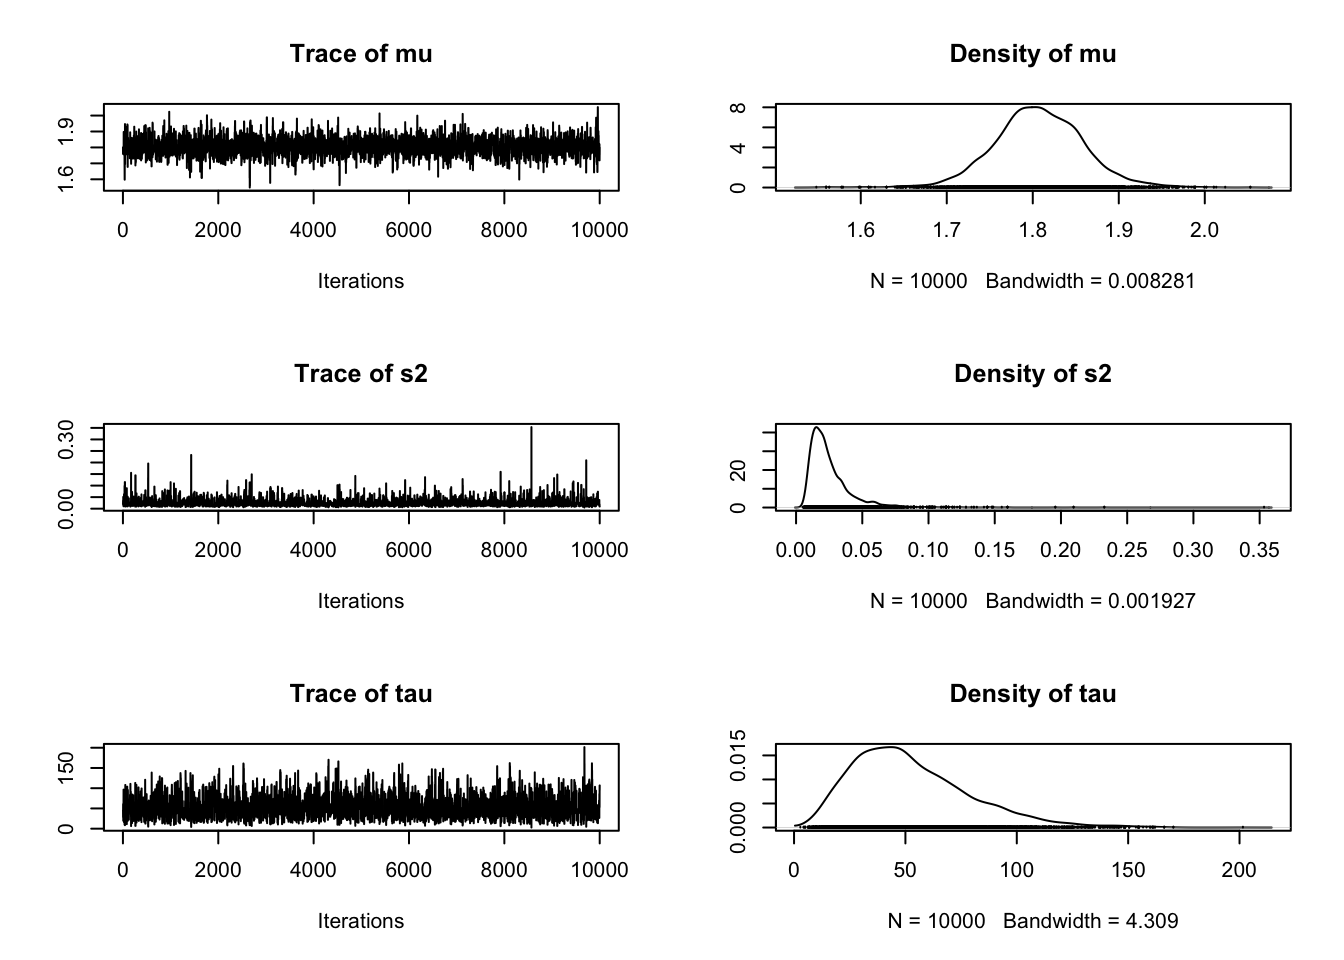 Trace of mu
1.9
1.6
0 2000 4000 6000 8000 10000
Iterations
Density of mu
8
4
0
1.6 1.7 1.8 1.9 2.0
N = 10000 Bandwidth = 0.008281
Trace of s2
0.30
0.00
0 2000 4000 6000 8000 10000
Iterations
Density of s2
20
0
0.00 0.05 0.10 0.15 0.20 0.25 0.30 0.35
N = 10000 Bandwidth = 0.001927
Trace of tau
150
0
0 2000 4000 6000 8000 10000
Iterations
Density of tau
0.015
0.000
0 50 100 150 200
N = 10000 Bandwidth = 4.309